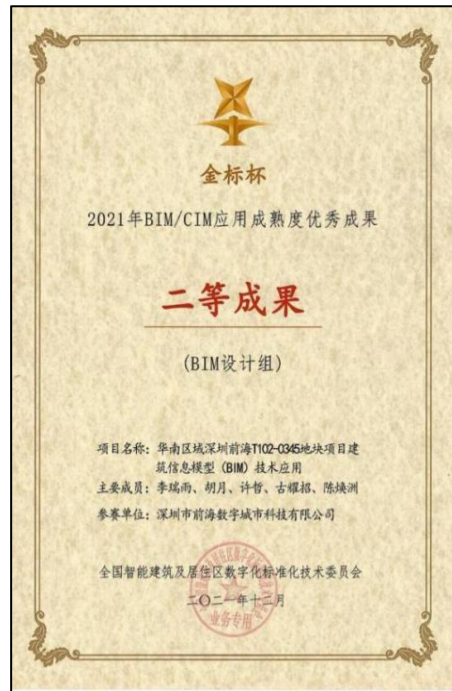 金标杯
2021年BIM/CIM应用成熟度优秀成果
二等成果
(BIM设计组)
项目名称：华南区域深圳前海T102-0345地块项目建
筑信息模型（BIM）技术应用
主要成员：李瑞雨、胡月、许哲、古耀招、陈焕洲
参赛单位：深圳市前海数字城市科技有限公司
全国智能建筑及居住区数字化标准化技术委员会
二〇二一年十二月
业务专用